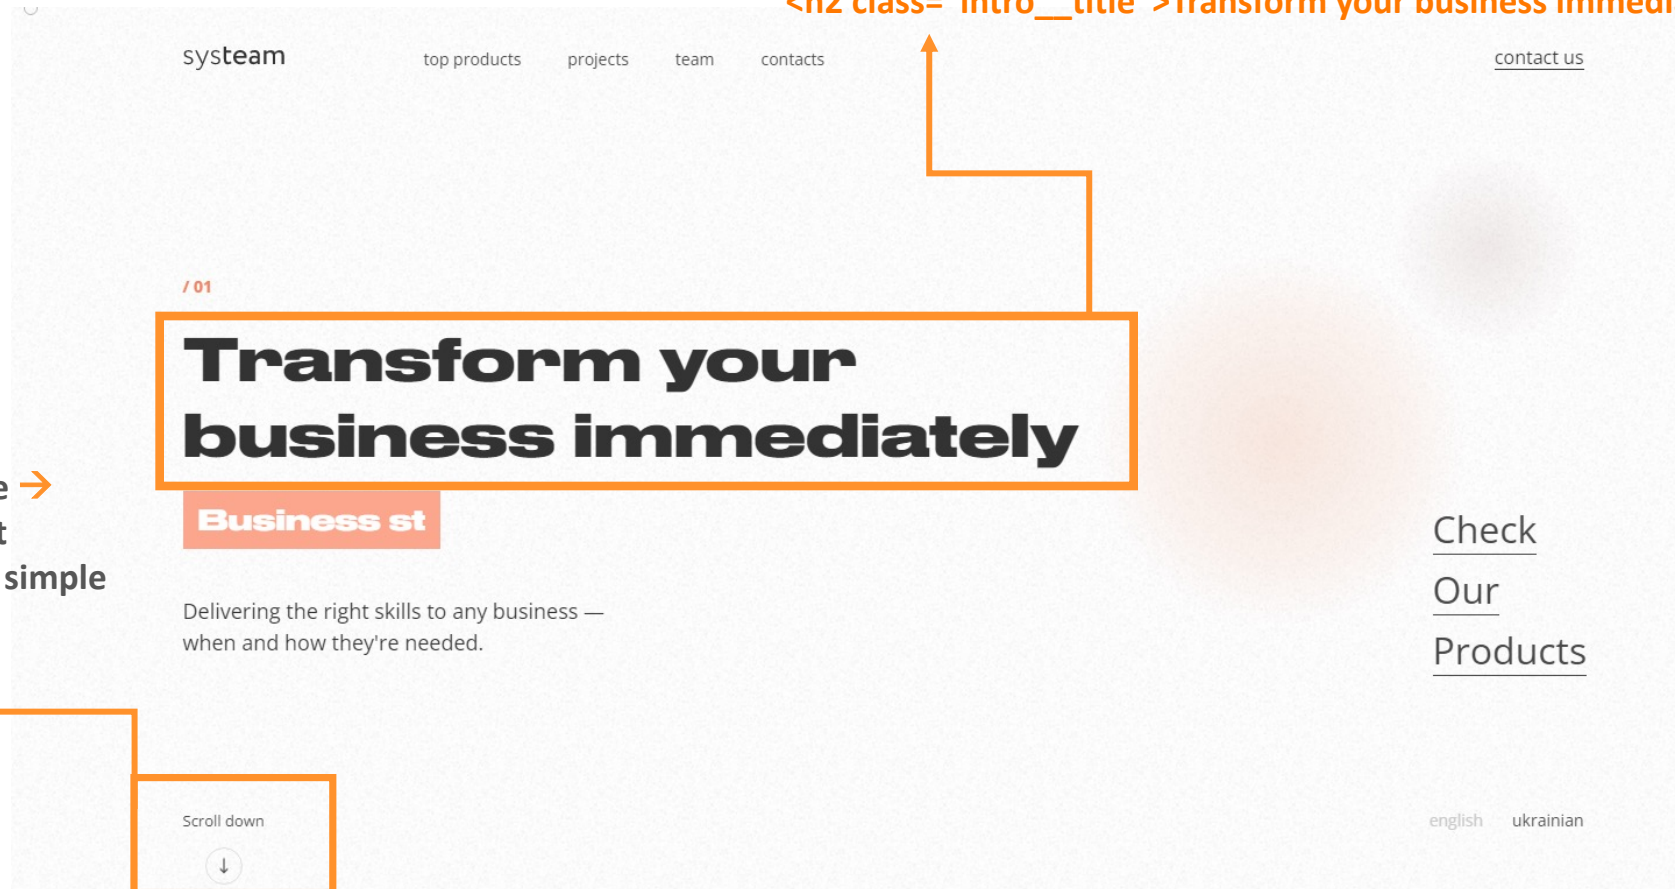 <h2 class="intro__title">Transform your business
systeam
top products projects team contacts
contact us
/ 01
Transform your
business immediately
Business st
simple
Delivering the right skills to any business —
when and how they're needed.
Check
Our
Products
Scroll down
english ukrainian